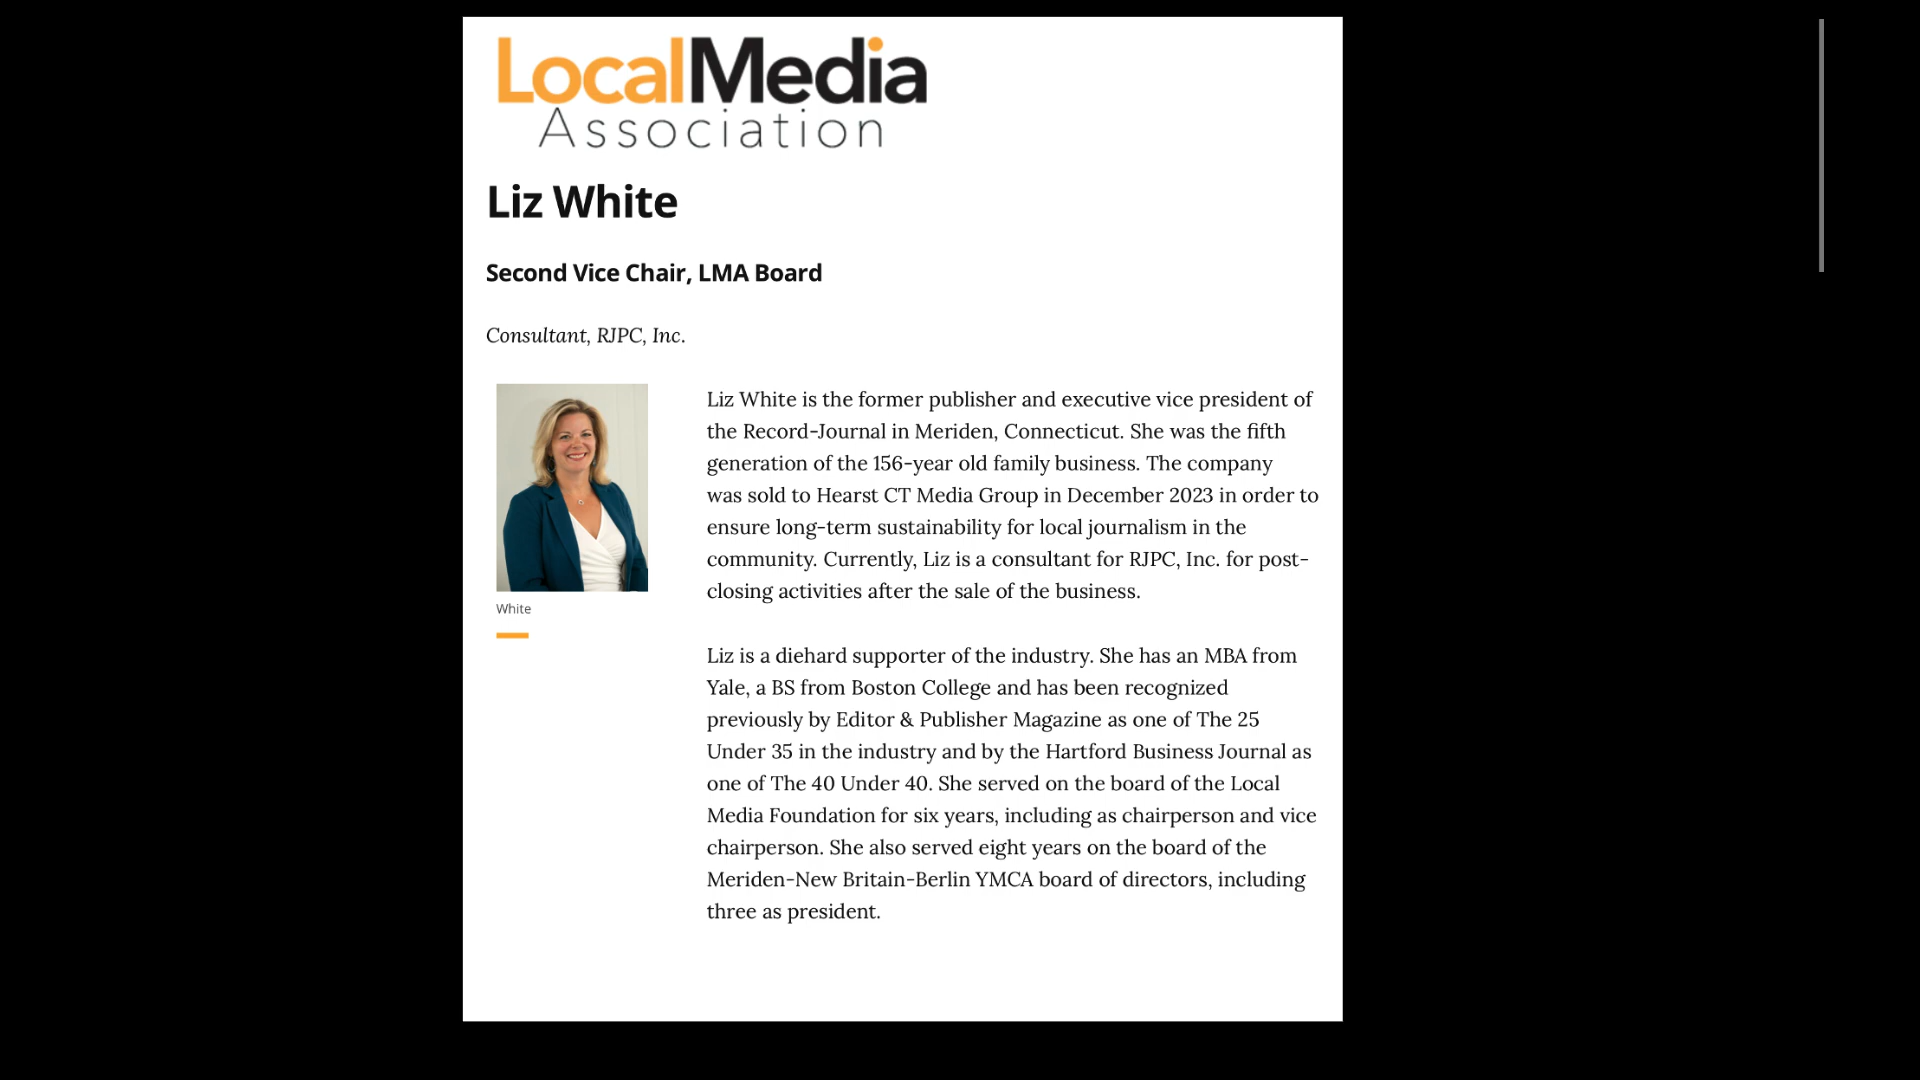 LocalMedia
Association
Liz White
Second Vice Chair, LMA Board
Consultant, RJPC, Inc.
White
Liz White is the former publisher and executive vice president of
the Record-Journal in Meriden, Connecticut. She was the fifth
generation of the 156-year old family business. The company
was sold to Hearst CT Media Group in December 2023 in order to
ensure long-term sustainability for local journalism in the
community. Currently, Liz is a consultant for RJPC, Inc. for post-
closing activities after the sale of the business.
Liz is a diehard supporter of the industry. She has an MBA from
Yale, a BS from Boston College and has been recognized
previously by Editor & Publisher Magazine as one of The 25
Under 35 in the industry and by the Hartford Business Journal as
one of The 40 Under 40. She served on the board of the Local
Media Foundation for six years, including as chairperson and vice
chairperson. She also served eight years on the board of the
Meriden-New Britain-Berlin YMCA board of directors, including
three as president.